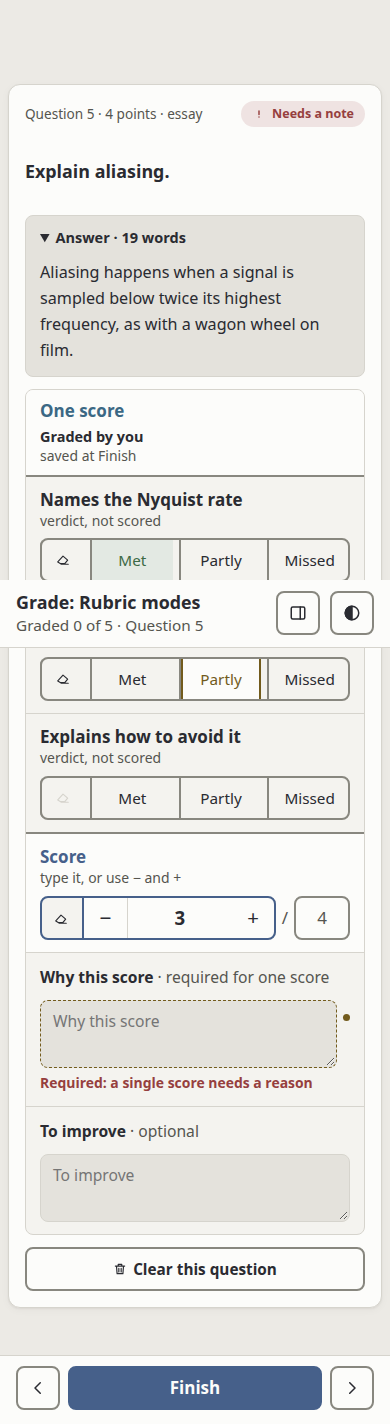 Question 5 · 4 points · essay
! Needs a note
Explain aliasing.
▼ Answer · 19 words
Aliasing happens when a signal is
sampled below twice its highest
frequency, as with a wagon wheel on
film.
One score
Graded by you
saved at Finish
Names the Nyquist rate
verdict, not scored
Met Partly Missed
Grade: Rubric modes
Graded 0 of 5 · Question 5
Met Partly Missed
Explains how to avoid it
verdict, not scored
Met Partly Missed
Score
type it, or use − and +
− 3 + / 4
Why this score · required for one score
Why this score
Required: a single score needs a reason
To improve · optional
To improve
Clear this question
Finish